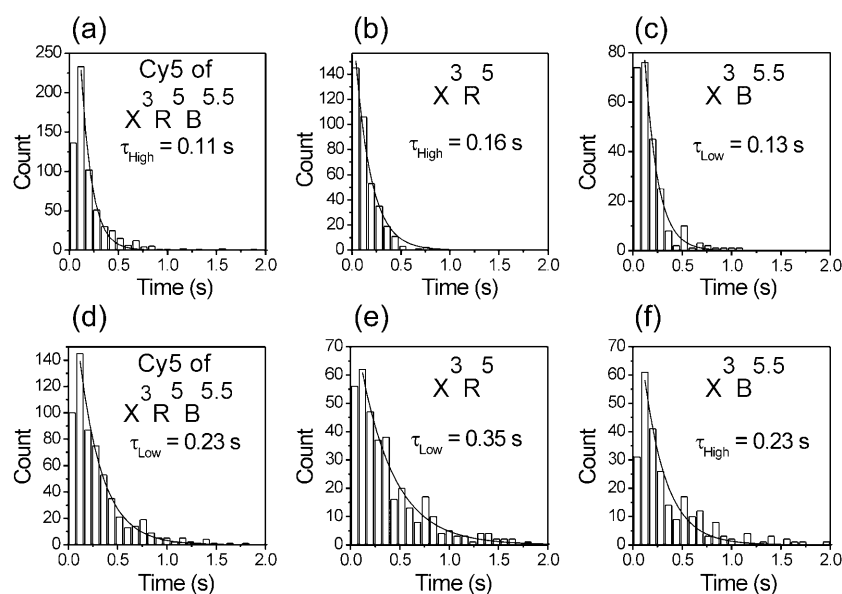 (a) (b) (c)
Cy5 of
X³R⁵B⁵·⁵
τHigh = 0.11 s
Count
250
200
150
100
50
0
0.0 0.5 1.0 1.5 2.0
Time (s)
X³R⁵
τHigh = 0.16 s
Count
140
120
100
80
60
40
20
0
0.0 0.5 1.0 1.5 2.0
Time (s)
X³B⁵·⁵
τLow = 0.13 s
Count
80
60
40
20
0
0.0 0.5 1.0 1.5 2.0
Time (s)
(d) (e) (f)
Cy5 of
X³R⁵B⁵·⁵
τLow = 0.23 s
Count
140
120
100
80
60
40
20
0
0.0 0.5 1.0 1.5 2.0
Time (s)
X³R⁵
τLow = 0.35 s
Count
70
60
50
40
30
20
10
0
0.0 0.5 1.0 1.5 2.0
Time (s)
X³B⁵·⁵
τHigh = 0.23 s
Count
70
60
50
40
30
20
10
0
0.0 0.5 1.0 1.5 2.0
Time (s)